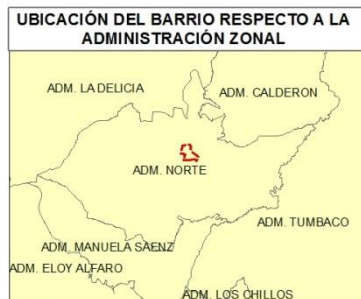 UBICACIÓN DEL BARRIO RESPECTO A LA
ADMINISTRACIÓN ZONAL
ADM. LA DELICIA
ADM. CALDERON
ADM. NORTE
ADM. TUMBACO
ADM. MANUELA SAENZ
ADM. ELOY ALFARO
ADM. LOS CHILLOS